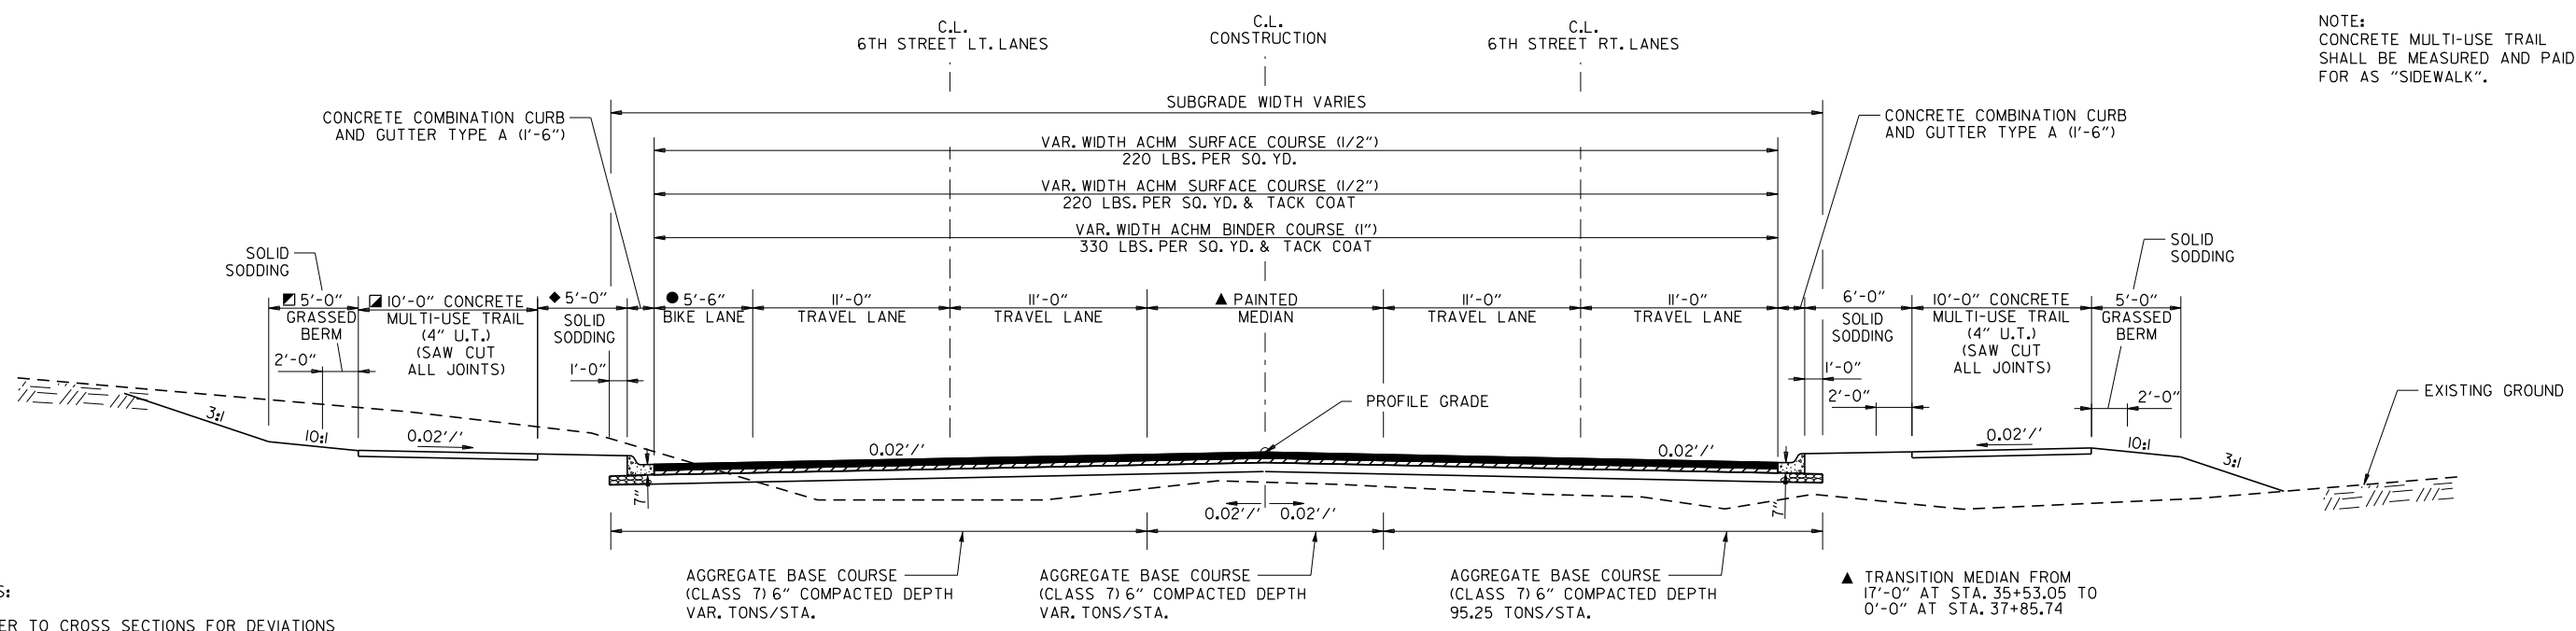 C.L.
6TH STREET LT. LANES
C.L.
CONSTRUCTION
C.L.
6TH STREET RT. LANES
NOTE:
CONCRETE MULTI-USE TRAIL
SHALL BE MEASURED AND PAID
FOR AS "SIDEWALK".
SUBGRADE WIDTH VARIES
CONCRETE COMBINATION CURB
AND GUTTER TYPE A (1'-6")
CONCRETE COMBINATION CURB
AND GUTTER TYPE A (1'-6")
VAR. WIDTH ACHM SURFACE COURSE (1/2")
220 LBS. PER SQ. YD.
VAR. WIDTH ACHM SURFACE COURSE (1/2")
220 LBS. PER SQ. YD. & TACK COAT
VAR. WIDTH ACHM BINDER COURSE (1")
330 LBS. PER SQ. YD. & TACK COAT
SOLID
SODDING
SOLID
SODDING
5'-0"
GRASSED
BERM
2'-0"
10'-0" CONCRETE
MULTI-USE TRAIL
(4" U.T.)
(SAW CUT
ALL JOINTS)
◆ 5'-0"
SOLID
SODDING
1'-0"
● 5'-6"
BIKE LANE
11'-0"
TRAVEL LANE
11'-0"
TRAVEL LANE
▲ PAINTED
MEDIAN
11'-0"
TRAVEL LANE
11'-0"
TRAVEL LANE
6'-0"
SOLID
SODDING
1'-0"
2'-0"
10'-0" CONCRETE
MULTI-USE TRAIL
(4" U.T.)
(SAW CUT
ALL JOINTS)
5'-0"
GRASSED
BERM
2'-0"
EXISTING GROUND
PROFILE GRADE
3:1
10:1
0.02'/'
0.02'/'
0.02'/'
0.02'/'
10:1
3:1
7"
7"
0.02'/' 0.02'/'
AGGREGATE BASE COURSE
(CLASS 7) 6" COMPACTED DEPTH
VAR. TONS/STA.
AGGREGATE BASE COURSE
(CLASS 7) 6" COMPACTED DEPTH
VAR. TONS/STA.
AGGREGATE BASE COURSE
(CLASS 7) 6" COMPACTED DEPTH
95.25 TONS/STA.
▲ TRANSITION MEDIAN FROM
17'-0" AT STA. 35+53.05 TO
0'-0" AT STA. 37+85.74
S:
ER TO CROSS SECTIONS FOR DEVIATIONS